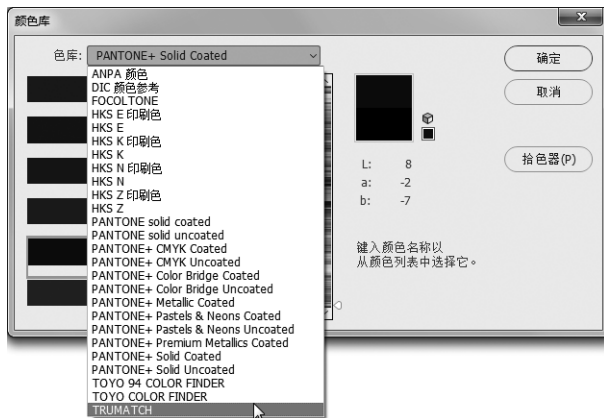 颜色库
色库: PANTONE+ Solid Coated
ANPA 颜色
DIC 颜色参考
FOCOLTONE
HKS E 印刷色
HKS E
HKS K 印刷色
HKS K
HKS N 印刷色
HKS N
HKS Z 印刷色
HKS Z
PANTONE solid coated
PANTONE solid uncoated
PANTONE+ CMYK Coated
PANTONE+ CMYK Uncoated
PANTONE+ Color Bridge Coated
PANTONE+ Color Bridge Uncoated
PANTONE+ Metallic Coated
PANTONE+ Pastels & Neons Coated
PANTONE+ Pastels & Neons Uncoated
PANTONE+ Premium Metallics Coated
PANTONE+ Solid Coated
PANTONE+ Solid Uncoated
TOYO 94 COLOR FINDER
TOYO COLOR FINDER
TRUMATCH
L: 8
a: -2
b: -7
键入颜色名称以
从颜色列表中选择它。
确定
取消
拾色器(P)